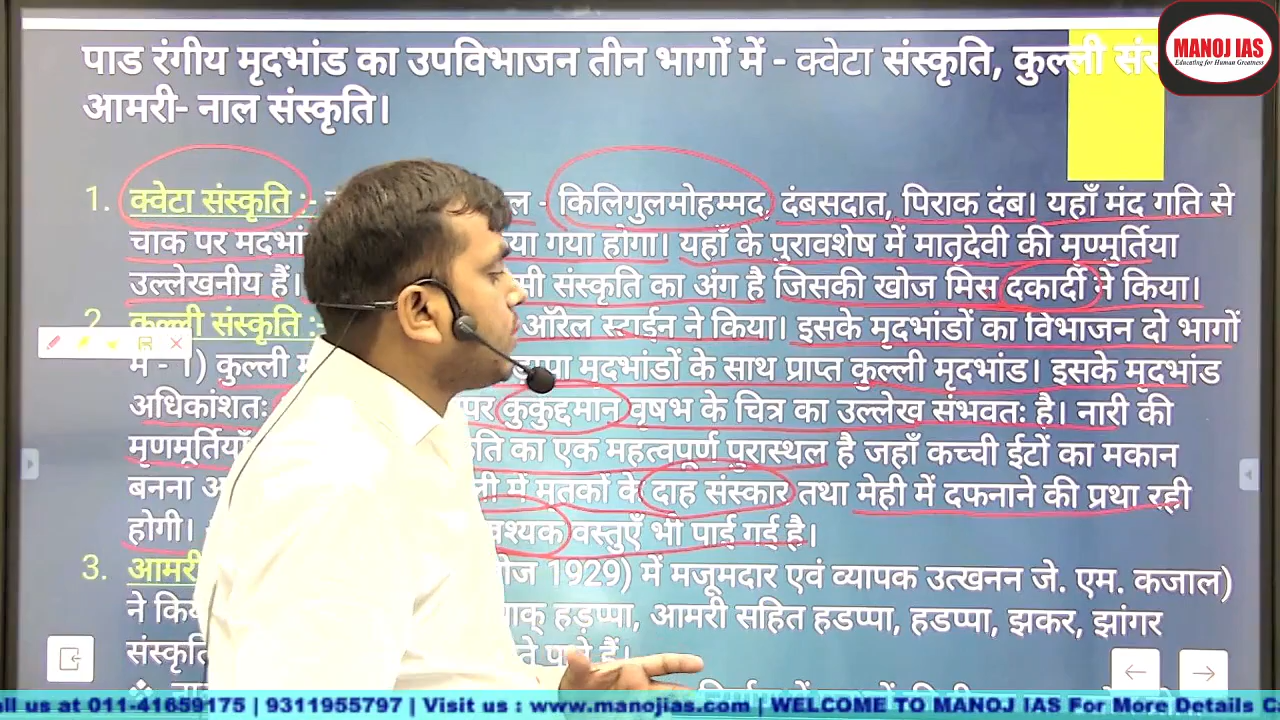 MANOJ IAS
Educating for Human Greatness
पाड रंगीय मृदभांड का उपविभाजन तीन भागों में - क्वेटा संस्कृति, कुल्ली सं
आमरी- नाल संस्कृति।
1. क्वेटा संस्कृति :- ल - किलिगुलमोहम्मद, दंबसदात, पिराक दंब। यहाँ मंद गति से
चाक पर मदभां या गया होगा। यहाँ के पुरावशेष में मातृदेवी की मृण्मुर्तिया
उल्लेखनीय हैं। सी संस्कृति का अंग है जिसकी खोज मिस दकार्दी ने किया।
2. कुल्ली संस्कृति :- ऑरेल स्टाईन ने किया। इसके मृदभांडों का विभाजन दो भागों
में - 1) कुल्ली मृदभांडों के साथ प्राप्त कुल्ली मृदभांड। इसके मृदभांड
अधिकांशतः पर कुकुद्दमान वृषभ के चित्र का उल्लेख संभवतः है। नारी की
मृणमूर्तियाँ ति का एक महत्वपूर्ण पुरास्थल है जहाँ कच्ची ईटों का मकान
बनना ली में मृतकों के दाह संस्कार तथा मेही में दफनाने की प्रथा रही
होगी। वश्यक वस्तुएँ भी पाई गई है।
3. आमरी ोज 1929) में मजूमदार एवं व्यापक उत्खनन जे. एम. कजाल)
ने कि ाक् हड़प्पा, आमरी सहित हडप्पा, हडप्पा, झकर, झांगर
संस्कृति हैं।
ll us at 011-41659175 | 9311955797 | Visit us : www.manojias.com | WELCOME TO MANOJ IAS For More Details Ca